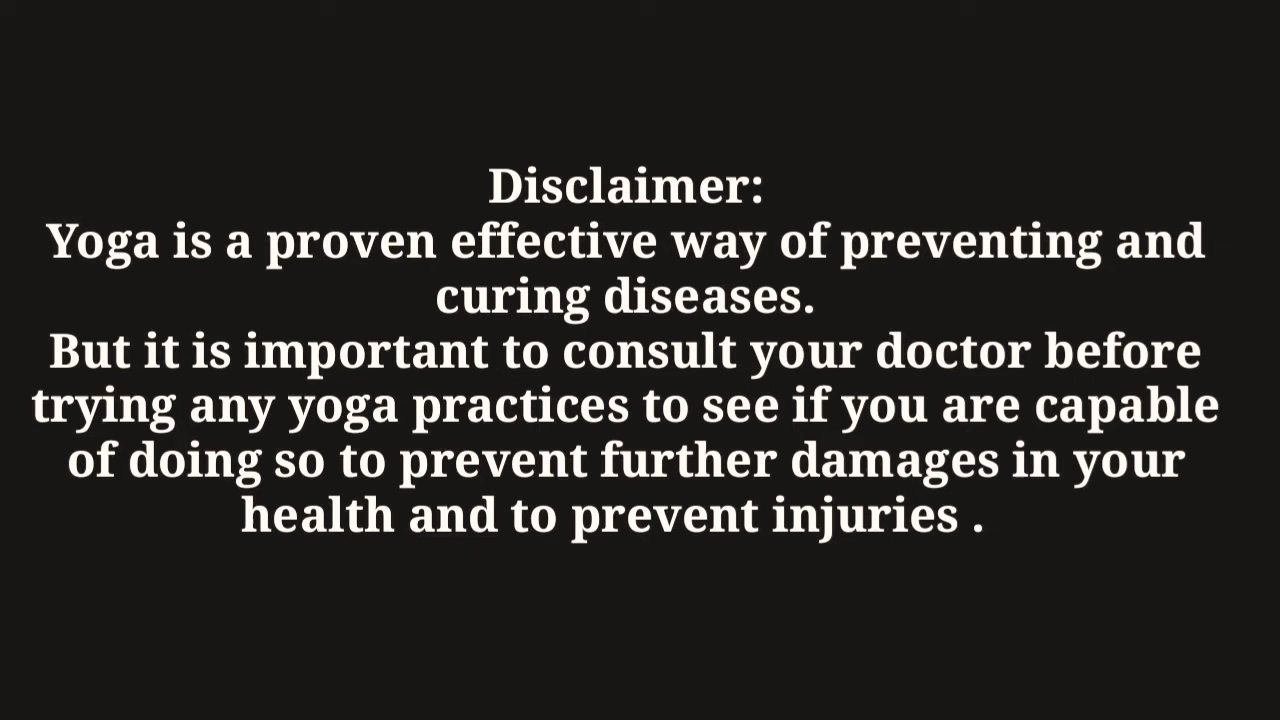 Disclaimer:
Yoga is a proven effective way of preventing and
curing diseases.
But it is important to consult your doctor before
trying any yoga practices to see if you are capable
of doing so to prevent further damages in your
health and to prevent injuries .